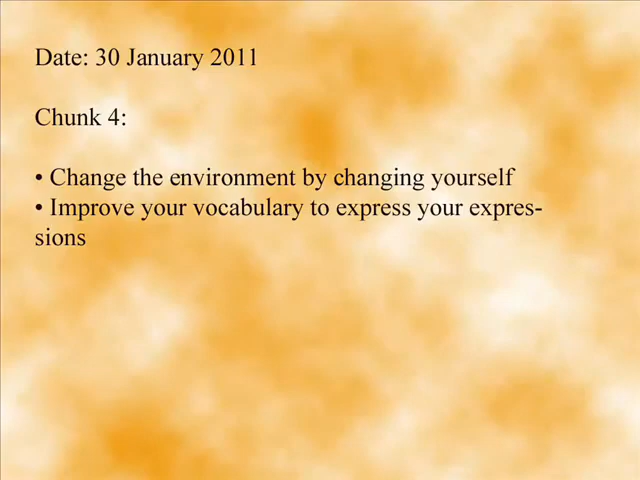 Date: 30 January 2011
Chunk 4:
• Change the environment by changing yourself
• Improve your vocabulary to express your expres-
sions